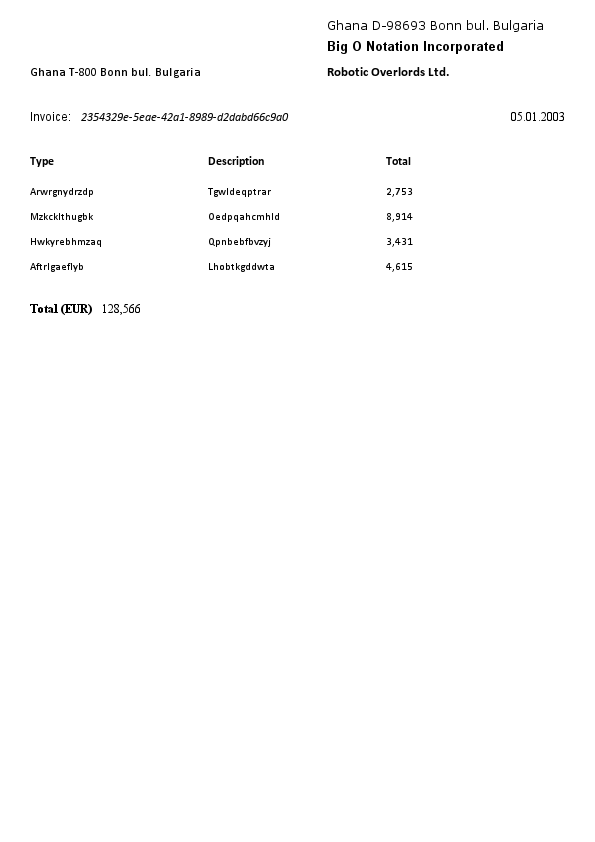 Ghana D-98693 Bonn bul. Bulgaria
Big O Notation Incorporated
Ghana T-800 Bonn bul. Bulgaria Robotic Overlords Ltd.
Invoice: 2354329e-5eae-42a1-8989-d2dabd66c9a0 05.01.2003
Type Description Total
Arwrgnydrzdp Tgwldeqptrar 2,753
Mzkcklthugbk Oedpqahcmhld 8,914
Hwkyrebhmzaq Qpnbebfbvzyj 3,431
Aftrlgaeflyb Lhobtkgddwta 4,615
Total (EUR) 128,566